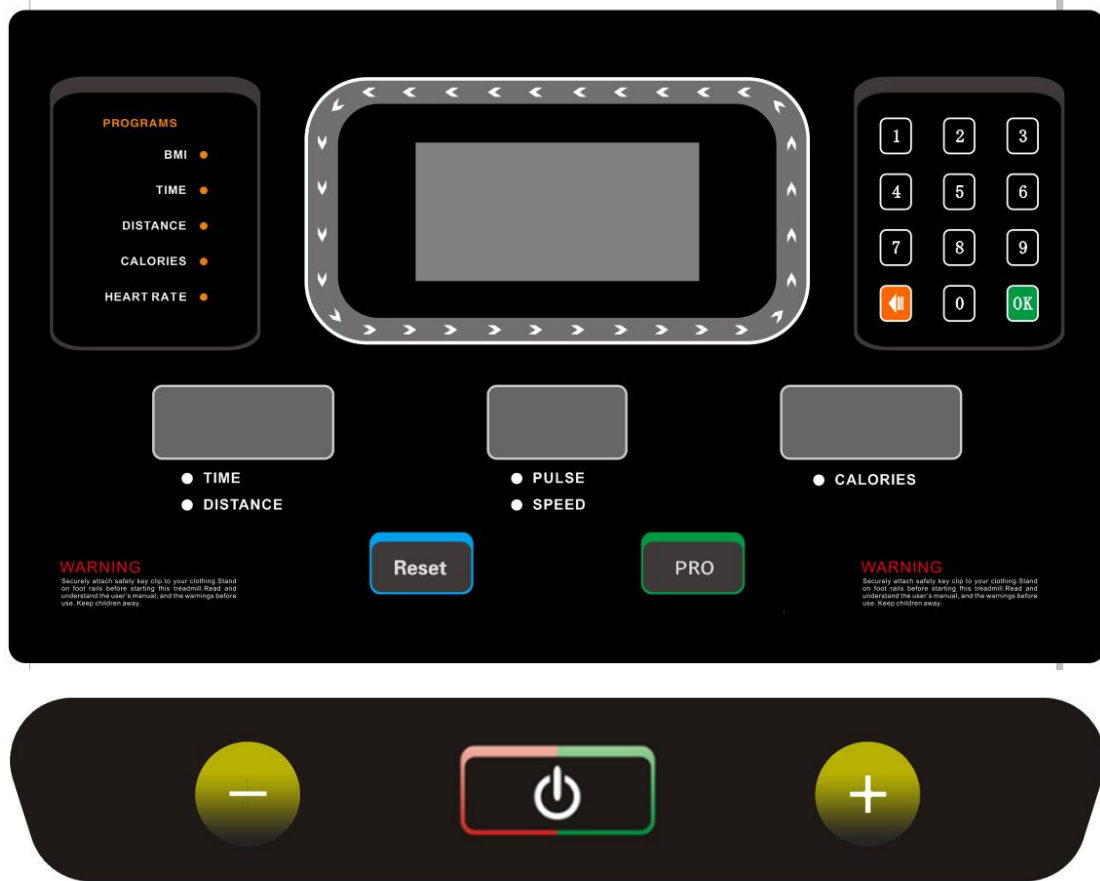 PROGRAMS
BMI
TIME
DISTANCE
CALORIES
HEART RATE
1 2 3
4 5 6
7 8 9
0 OK
TIME
DISTANCE
PULSE
SPEED
CALORIES
Reset
PRO
WARNING
Securely attach safety key clip to your clothing.Stand
on foot rails before starting fhis treadmill.Read and
understand the user's manual, and the warnings before
use. Keep children away.
WARNING
Securely attach safety key clip to your clothing.Stand
on foot rails before starting fhis treadmill.Read and
understand the user's manual, and the warnings before
use. Keep children away.
− +